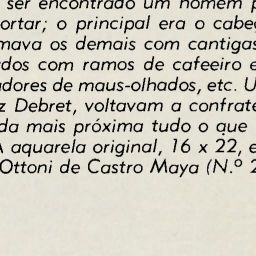 ser encontrado um homem p
ortar; o principal era o cabe
mava os demais com cantigas
dos com ramos de cafeeiro e
adores de maus-olhados, etc. U
z Debret, voltavam a confrate
da mais próxima tudo o que
A aquarela original, 16 x 22, e
Ottoni de Castro Maya (N.º 2